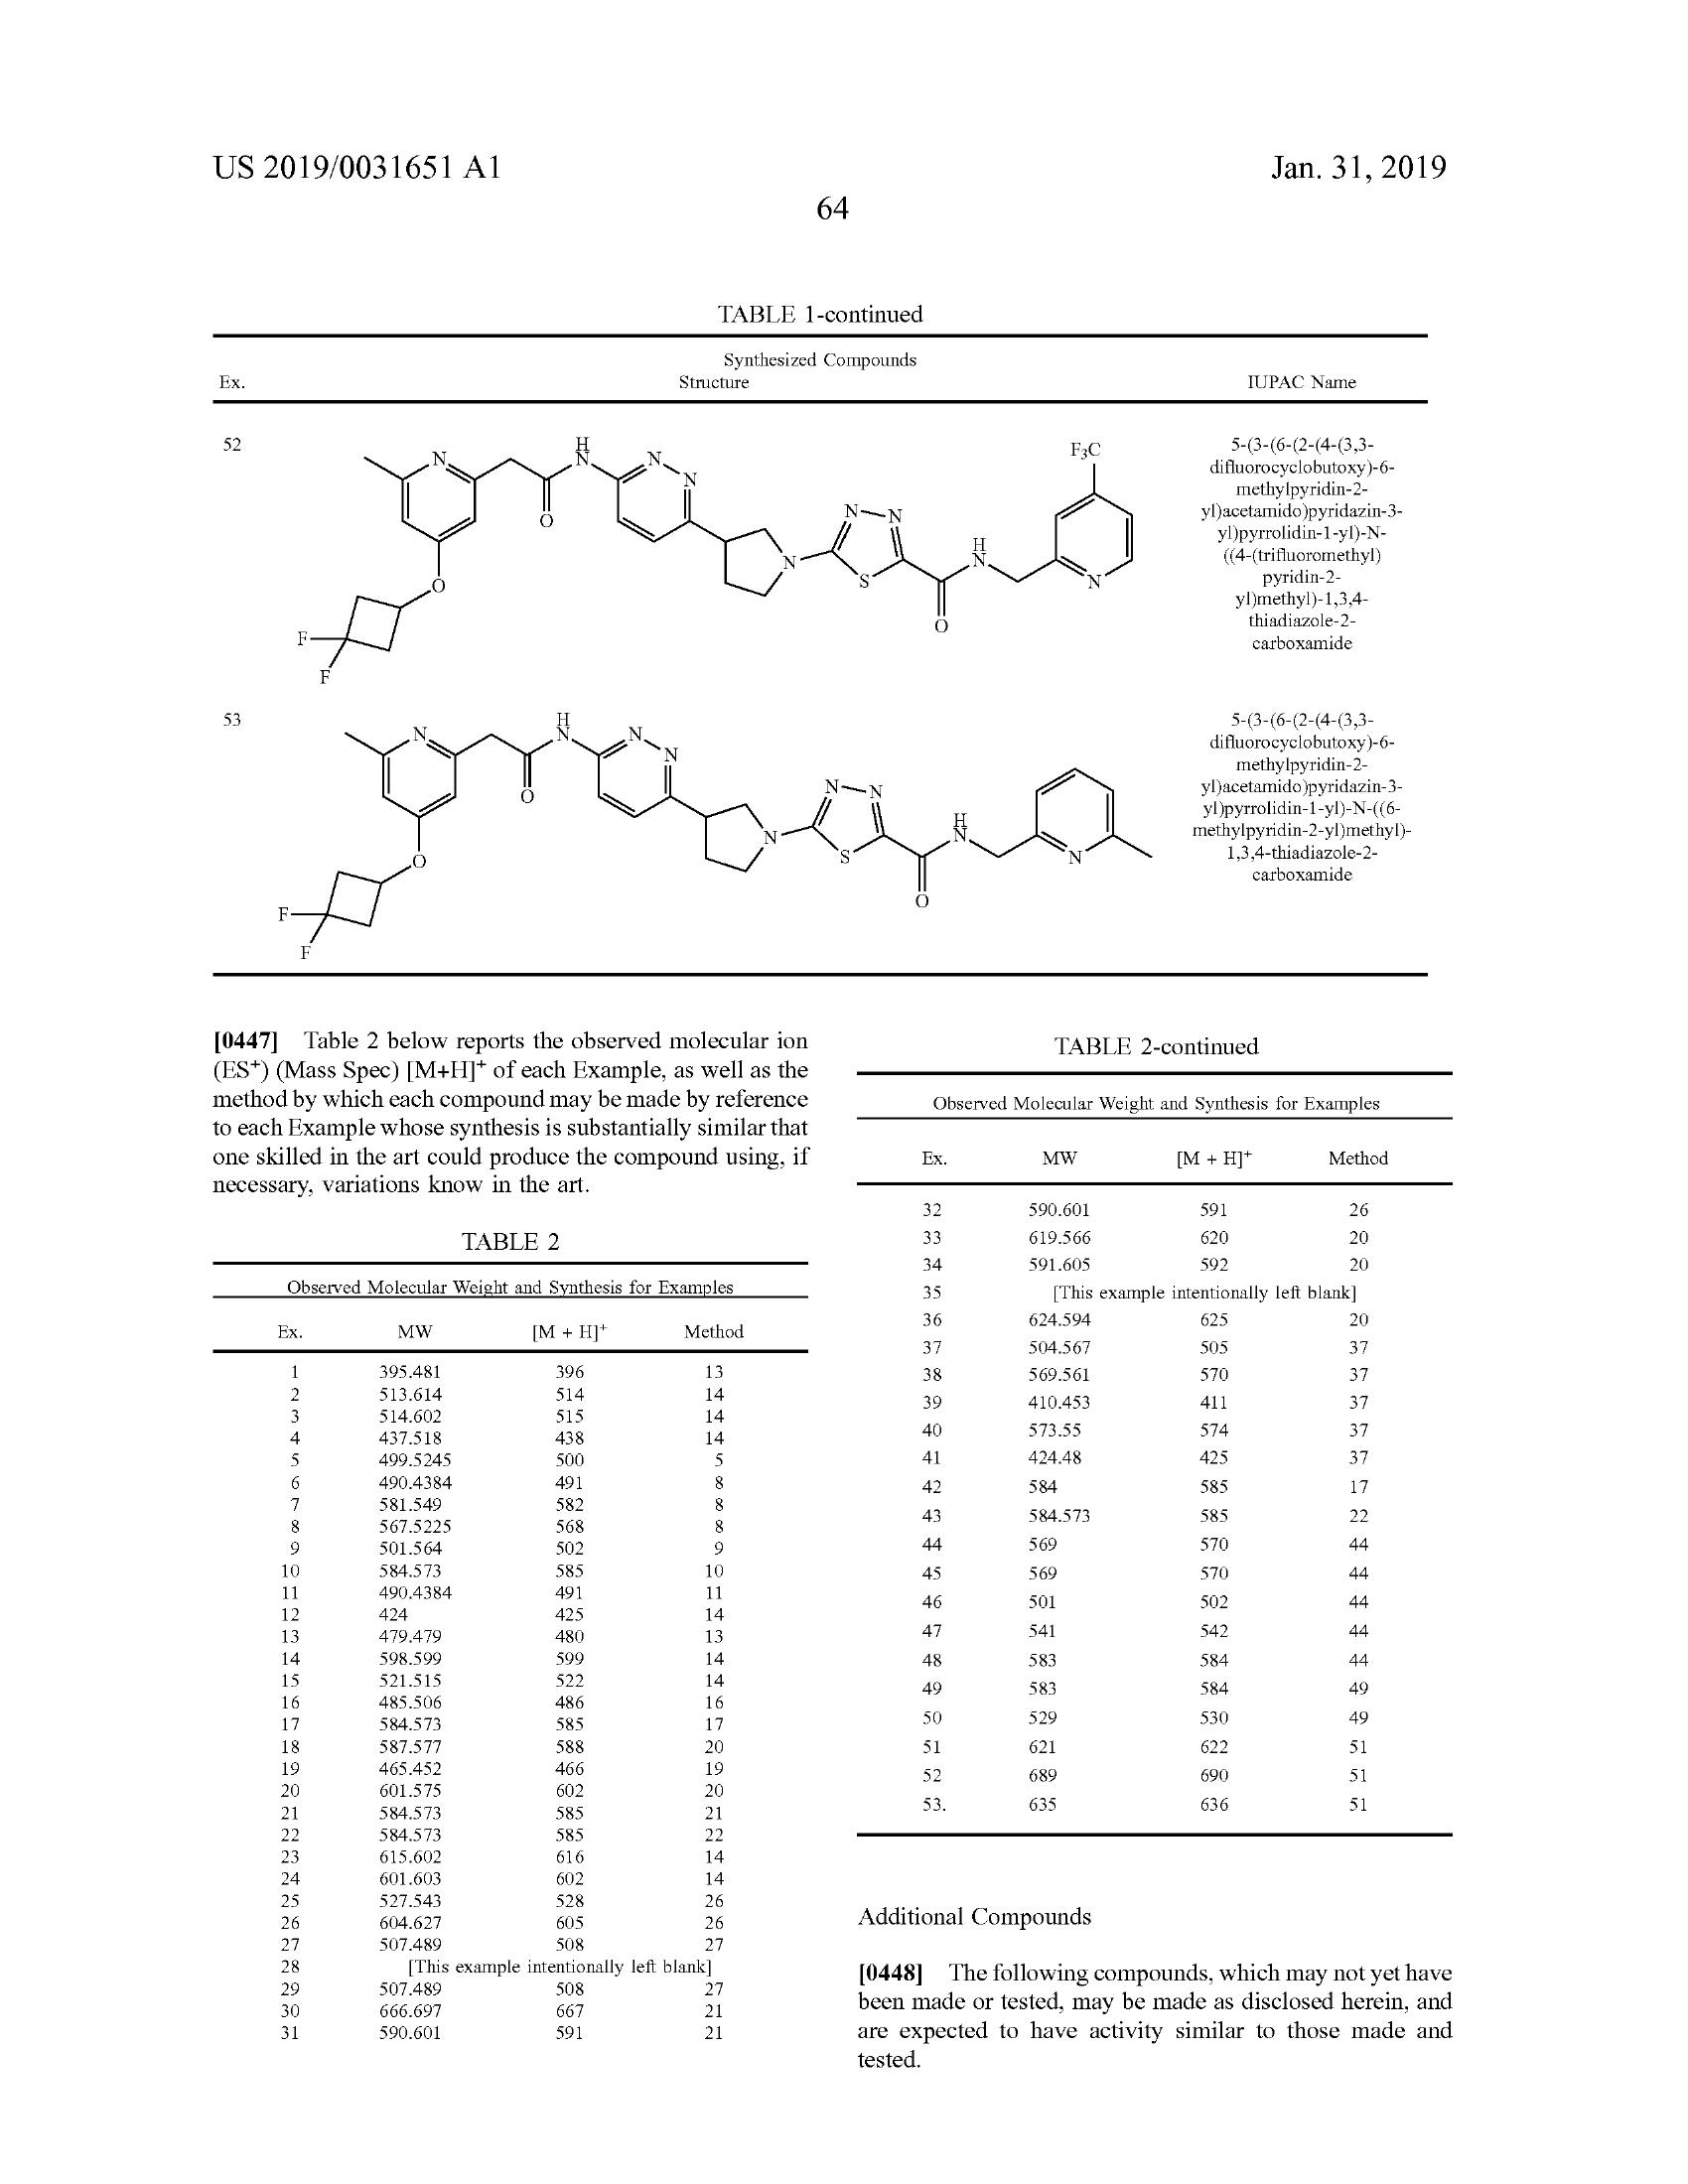 US 2019/0031651 A1
Jan. 31, 2019
64
TABLE 1-continued
Synthesized Compounds
Ex.
Structure
IUPAC Name
52
H
N
N
N
N
O
O
F
F
N
N—N
S
H
N
O
F3C
N
5-(3-(6-(2-(4-(3,3-
difluorocyclobutoxy)-6-
methylpyridin-2-
yl)acetamido)pyridazin-3-
yl)pyrrolidin-1-yl)-N-
((4-(trifluoromethyl)
pyridin-2-
yl)methyl)-1,3,4-
thiadiazole-2-
carboxamide
53
H
N
N
N
N
O
O
F
F
N
N—N
S
H
N
O
N
5-(3-(6-(2-(4-(3,3-
difluorocyclobutoxy)-6-
methylpyridin-2-
yl)acetamido)pyridazin-3-
yl)pyrrolidin-1-yl)-N-((6-
methylpyridin-2-yl)methyl)-
1,3,4-thiadiazole-2-
carboxamide
[0447] Table 2 below reports the observed molecular ion
(ES+) (Mass Spec) [M+H]+ of each Example, as well as the
method by which each compound may be made by reference
to each Example whose synthesis is substantially similar that
one skilled in the art could produce the compound using, if
necessary, variations know in the art.
TABLE 2
Observed Molecular Weight and Synthesis for Examples
Ex. MW [M + H]+ Method
1 395.481 396 13
2 513.614 514 14
3 514.602 515 14
4 437.518 438 14
5 499.5245 500 5
6 490.4384 491 8
7 581.549 582 8
8 567.5225 568 8
9 501.564 502 9
10 584.573 585 10
11 490.4384 491 11
12 424 425 14
13 479.479 480 13
14 598.599 599 14
15 521.515 522 14
16 485.506 486 16
17 584.573 585 17
18 587.577 588 20
19 465.452 466 19
20 601.575 602 20
21 584.573 585 21
22 584.573 585 22
23 615.602 616 14
24 601.603 602 14
25 527.543 528 26
26 604.627 605 26
27 507.489 508 27
28 [This example intentionally left blank]
29 507.489 508 27
30 666.697 667 21
31 590.601 591 21
TABLE 2-continued
Observed Molecular Weight and Synthesis for Examples
Ex. MW [M + H]+ Method
32 590.601 591 26
33 619.566 620 20
34 591.605 592 20
35 [This example intentionally left blank]
36 624.594 625 20
37 504.567 505 37
38 569.561 570 37
39 410.453 411 37
40 573.55 574 37
41 424.48 425 37
42 584 585 17
43 584.573 585 22
44 569 570 44
45 569 570 44
46 501 502 44
47 541 542 44
48 583 584 44
49 583 584 49
50 529 530 49
51 621 622 51
52 689 690 51
53. 635 636 51
Additional Compounds
[0448] The following compounds, which may not yet have
been made or tested, may be made as disclosed herein, and
are expected to have activity similar to those made and
tested.